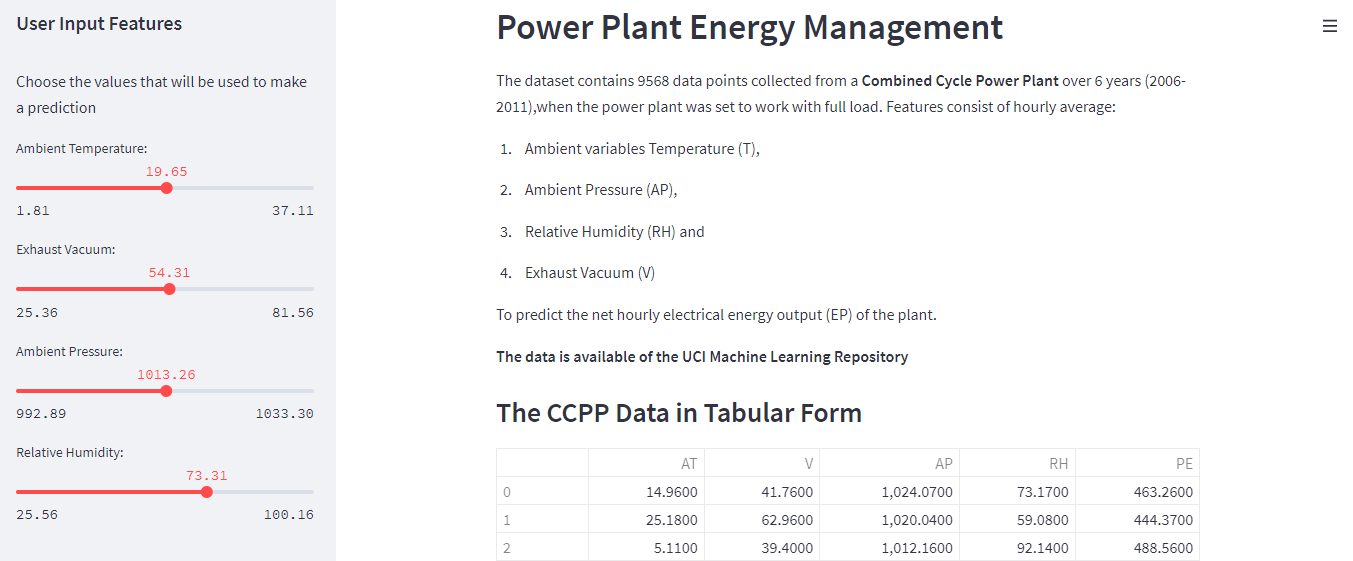 User Input Features
Choose the values that will be used to make
a prediction
Ambient Temperature:
19.65
1.81 37.11
Exhaust Vacuum:
54.31
25.36 81.56
Ambient Pressure:
1013.26
992.89 1033.30
Relative Humidity:
73.31
25.56 100.16
Power Plant Energy Management
The dataset contains 9568 data points collected from a Combined Cycle Power Plant over 6 years (2006-
2011),when the power plant was set to work with full load. Features consist of hourly average:
1. Ambient variables Temperature (T),
2. Ambient Pressure (AP),
3. Relative Humidity (RH) and
4. Exhaust Vacuum (V)
To predict the net hourly electrical energy output (EP) of the plant.
The data is available of the UCI Machine Learning Repository
The CCPP Data in Tabular Form
AT V AP RH PE
0 14.9600 41.7600 1,024.0700 73.1700 463.2600
1 25.1800 62.9600 1,020.0400 59.0800 444.3700
2 5.1100 39.4000 1,012.1600 92.1400 488.5600